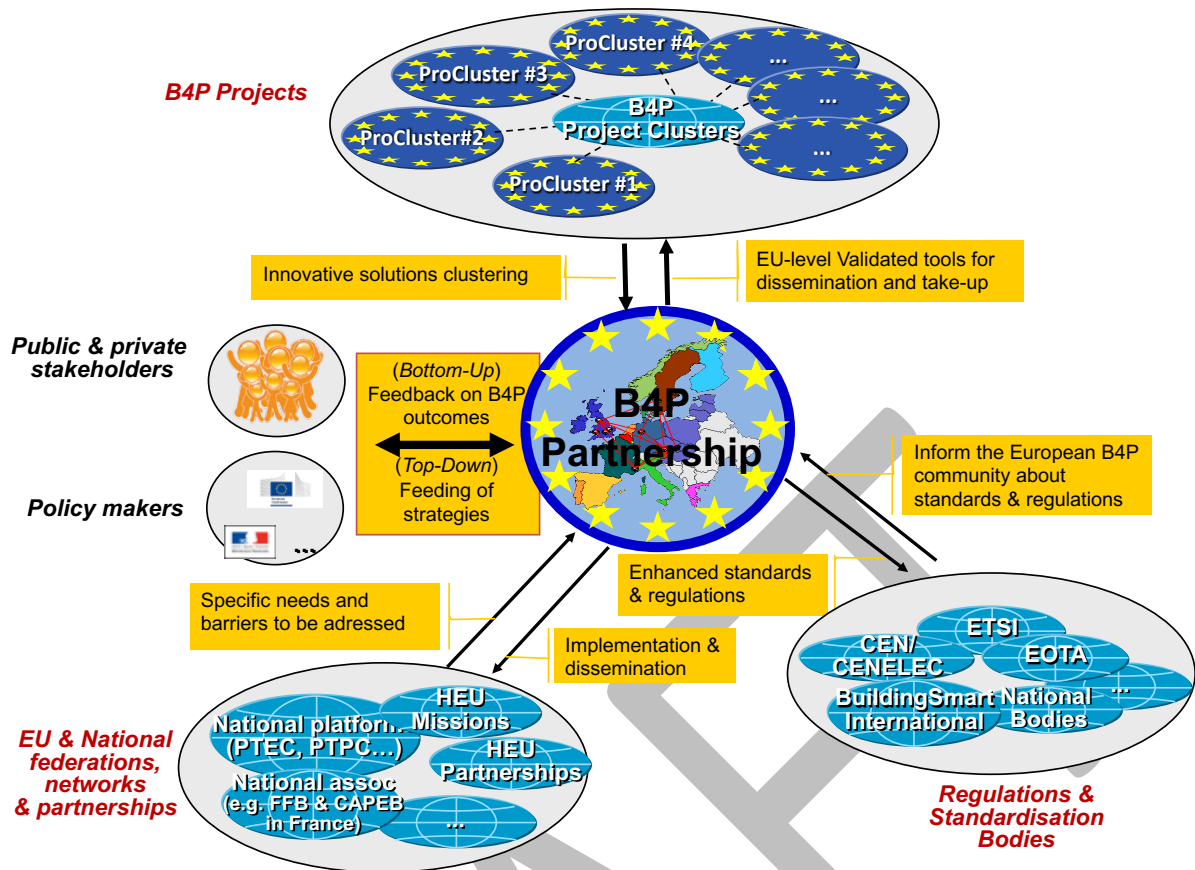 ProCluster #4
...
ProCluster #3
...
B4P Projects
B4P
Project Clusters
ProCluster#2
...
ProCluster #1
Innovative solutions clustering
EU-level Validated tools for
dissemination and take-up
Public & private
stakeholders
(Bottom-Up)
Feedback on B4P
outcomes
(Top-Down)
Feeding of
strategies
B4P
Partnership
Policy makers
...
Inform the European B4P
community about
standards & regulations
Enhanced standards
& regulations
Specific needs and
barriers to be adressed
Implementation &
dissemination
ETSI
CEN/
CENELEC
EOTA
...
BuildingSmart
International
National
Bodies
HEU
Missions
National platform
(PTEC, PTPC...)
HEU
Partnerships
National assoc
(e.g. FFB & CAPEB
in France)
...
EU & National
federations,
networks
& partnerships
Regulations &
Standardisation
Bodies